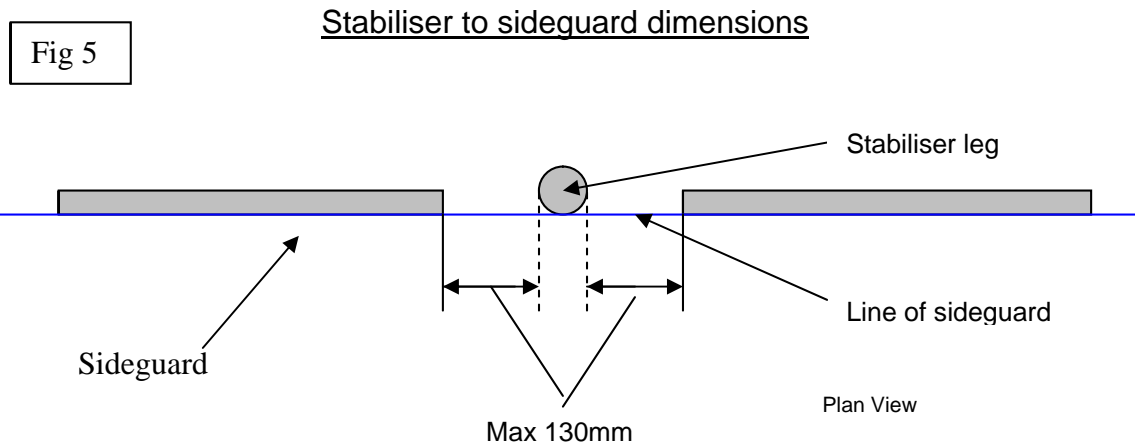 Stabiliser to sideguard dimensions
Fig 5
Stabiliser leg
Line of sideguard
Sideguard
Plan View
Max 130mm